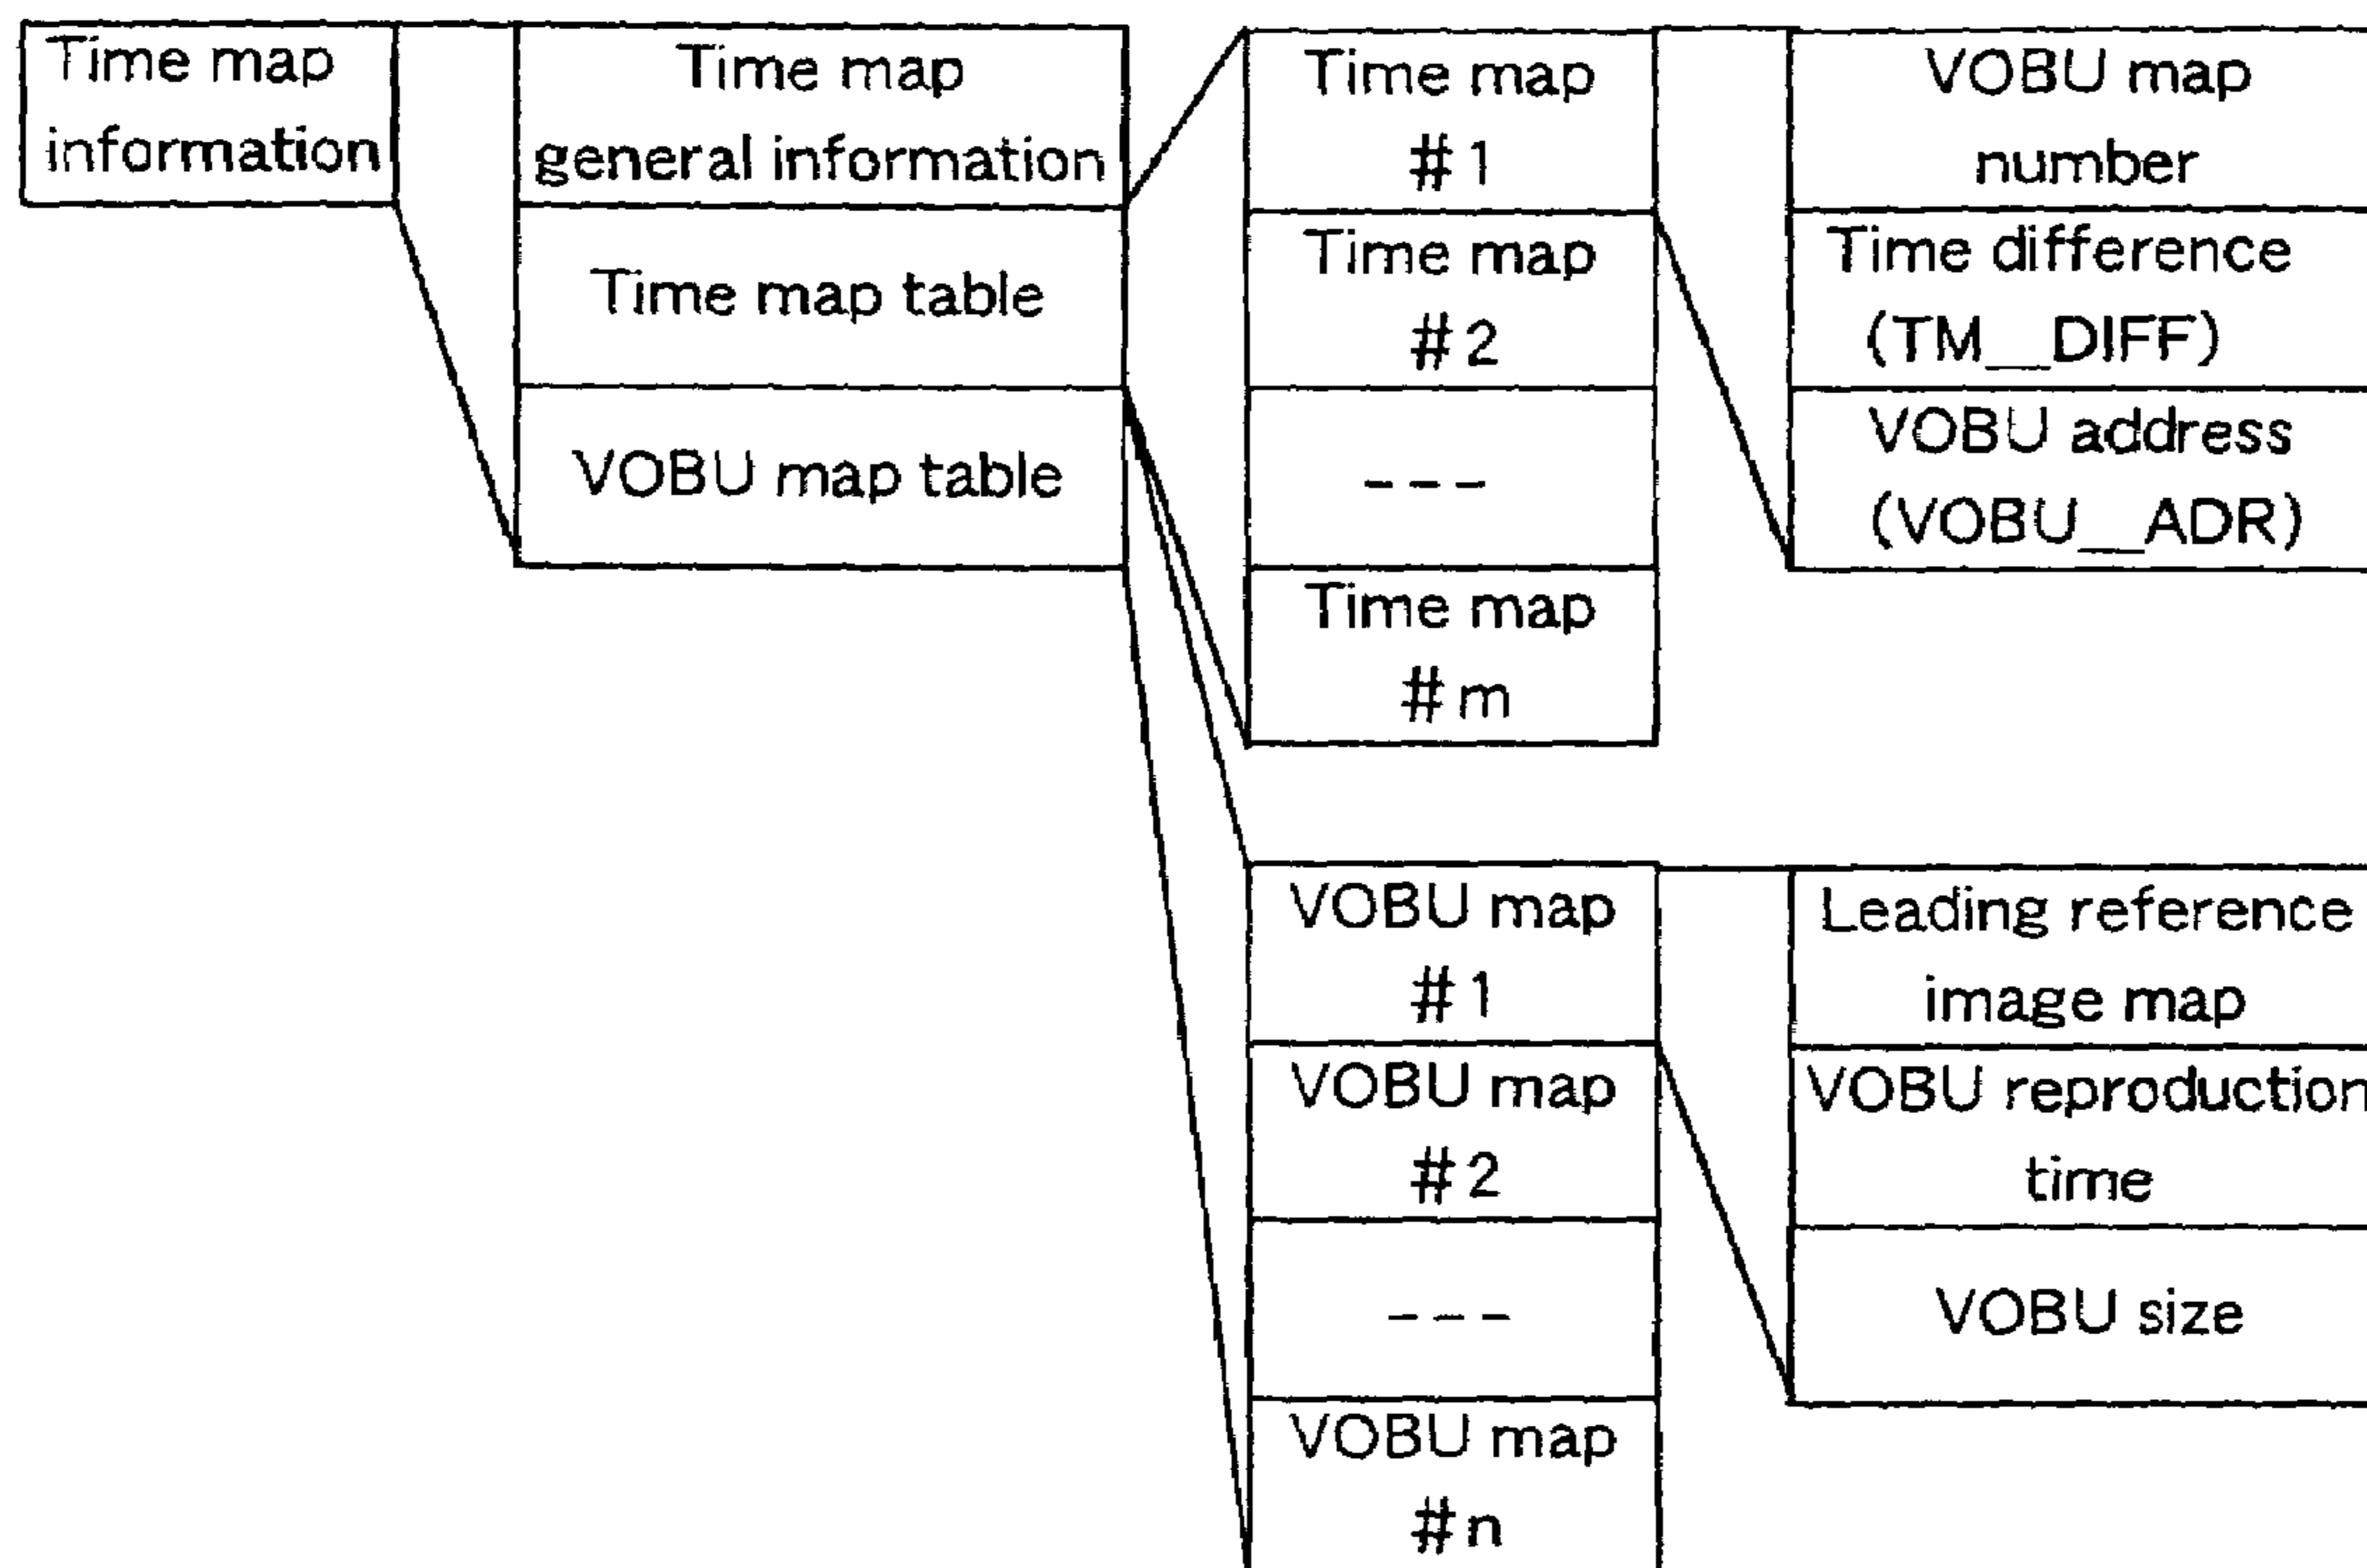 Time map
information
Time map
general information
Time map table
VOBU map table
Time map
#1
Time map
#2
---
Time map
#m
VOBU map
number
Time difference
(TM__DIFF)
VOBU address
(VOBU__ADR)
VOBU map
#1
VOBU map
#2
---
VOBU map
#n
Leading reference
image map
VOBU reproduction
time
VOBU size